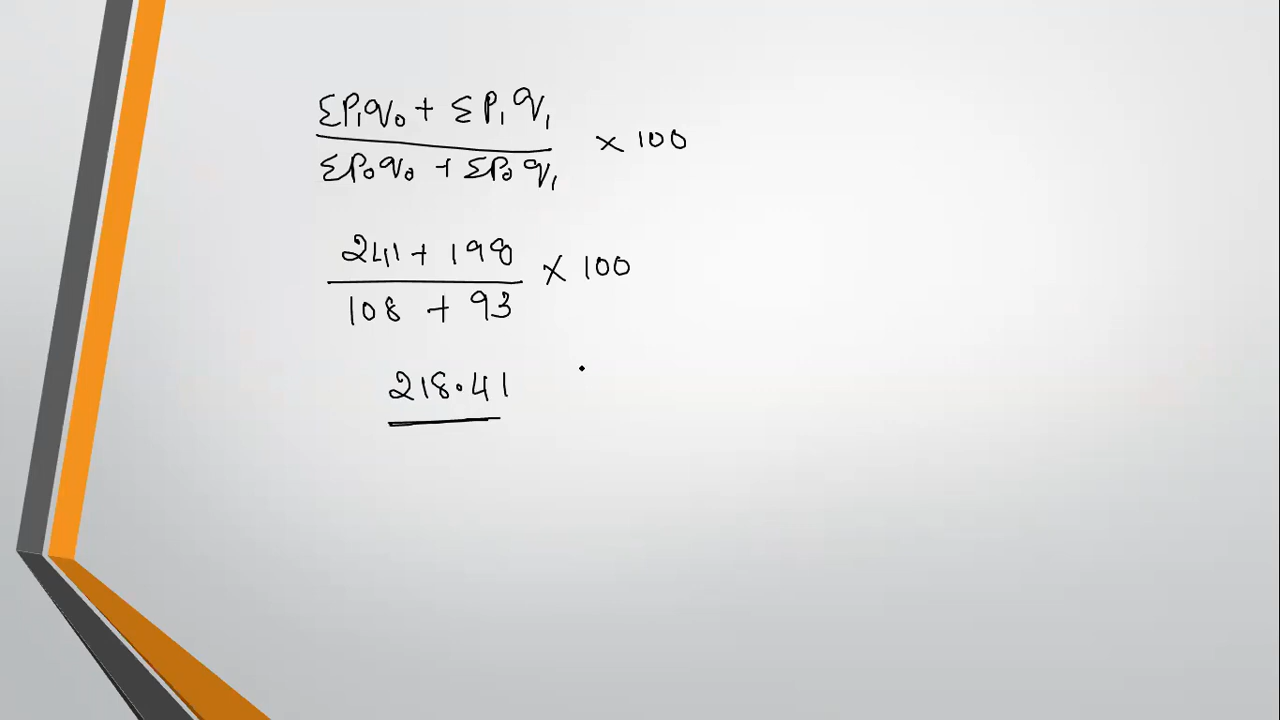 ΣP₁q₀ + ΣP₁q₁
ΣP₀q₀ + ΣP₀q₁
× 100
241 + 198
108 + 93
× 100
218.41